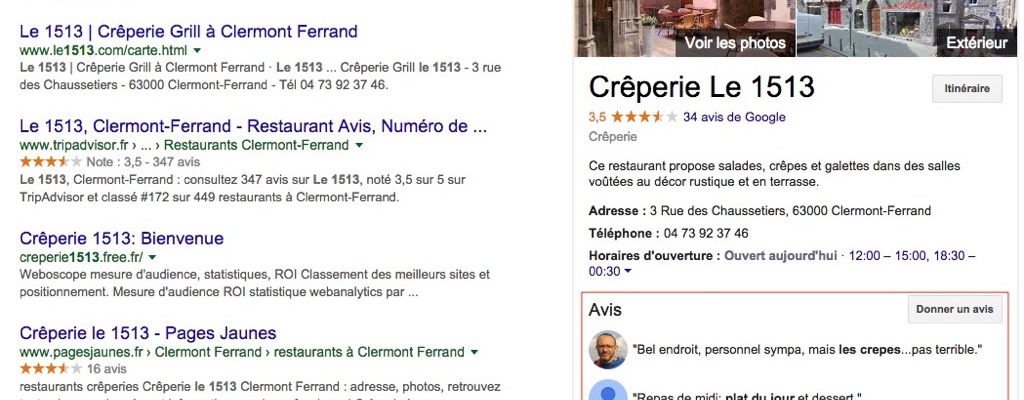 Le 1513 | Crêperie Grill à Clermont Ferrand
www.le1513.com/carte.html
Le 1513 | Crêperie Grill à Clermont Ferrand · Le 1513 ... Crêperie Grill le 1513 - 3 rue
des Chaussetiers - 63000 Clermont-Ferrand - Tél 04 73 92 37 46.
Le 1513, Clermont-Ferrand - Restaurant Avis, Numéro de ...
www.tripadvisor.fr › ... › Restaurants Clermont-Ferrand
Note : 3,5 - 347 avis
Le 1513, Clermont-Ferrand : consultez 347 avis sur Le 1513, noté 3,5 sur 5 sur
TripAdvisor et classé #172 sur 449 restaurants à Clermont-Ferrand.
Crêperie 1513: Bienvenue
creperie1513.free.fr/
Weboscope mesure d'audience, statistiques, ROI Classement des meilleurs sites et
positionnement. Mesure d'audience ROI statistique webanalytics par ...
Crêperie le 1513 - Pages Jaunes
www.pagesjaunes.fr › Clermont Ferrand › restaurants à Clermont Ferrand
16 avis
restaurants crêperies Crêperie le 1513 Clermont Ferrand : adresse, photos, retrouvez
Voir les photos
Extérieur
Crêperie Le 1513
Itinéraire
3,5 34 avis de Google
Crêperie
Ce restaurant propose salades, crêpes et galettes dans des salles
voûtées au décor rustique et en terrasse.
Adresse : 3 Rue des Chaussetiers, 63000 Clermont-Ferrand
Téléphone : 04 73 92 37 46
Horaires d'ouverture : Ouvert aujourd'hui · 12:00 – 15:00, 18:30 –
00:30
Avis
Donner un avis
"Bel endroit, personnel sympa, mais les crepes...pas terrible."
"Repas de midi: plat du jour et dessert."